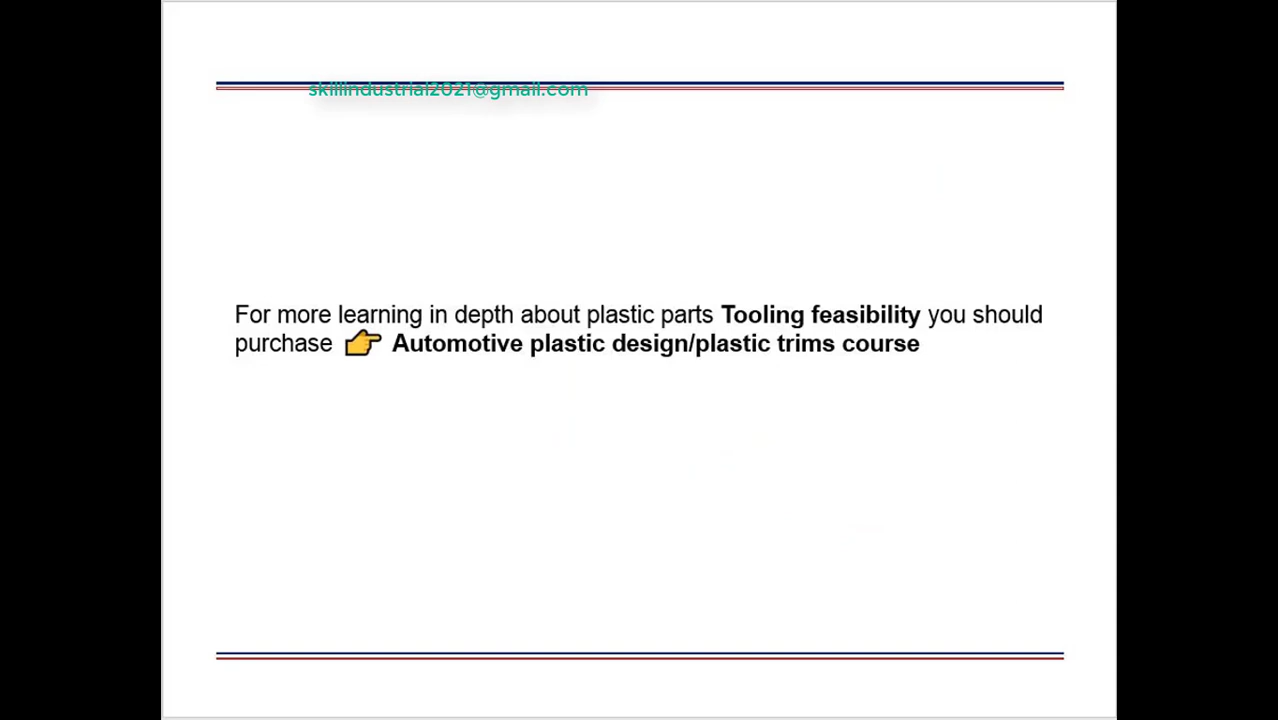 skillindustrial2021@gmail.com
For more learning in depth about plastic parts Tooling feasibility you should
purchase 👉 Automotive plastic design/plastic trims course